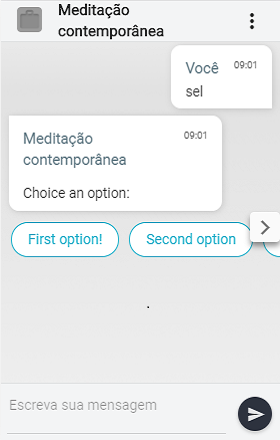 Meditação
contemporânea
Você 09:01
sel
Meditação 09:01
contemporânea
Choice an option:
First option!
Second option
.
Escreva sua mensagem